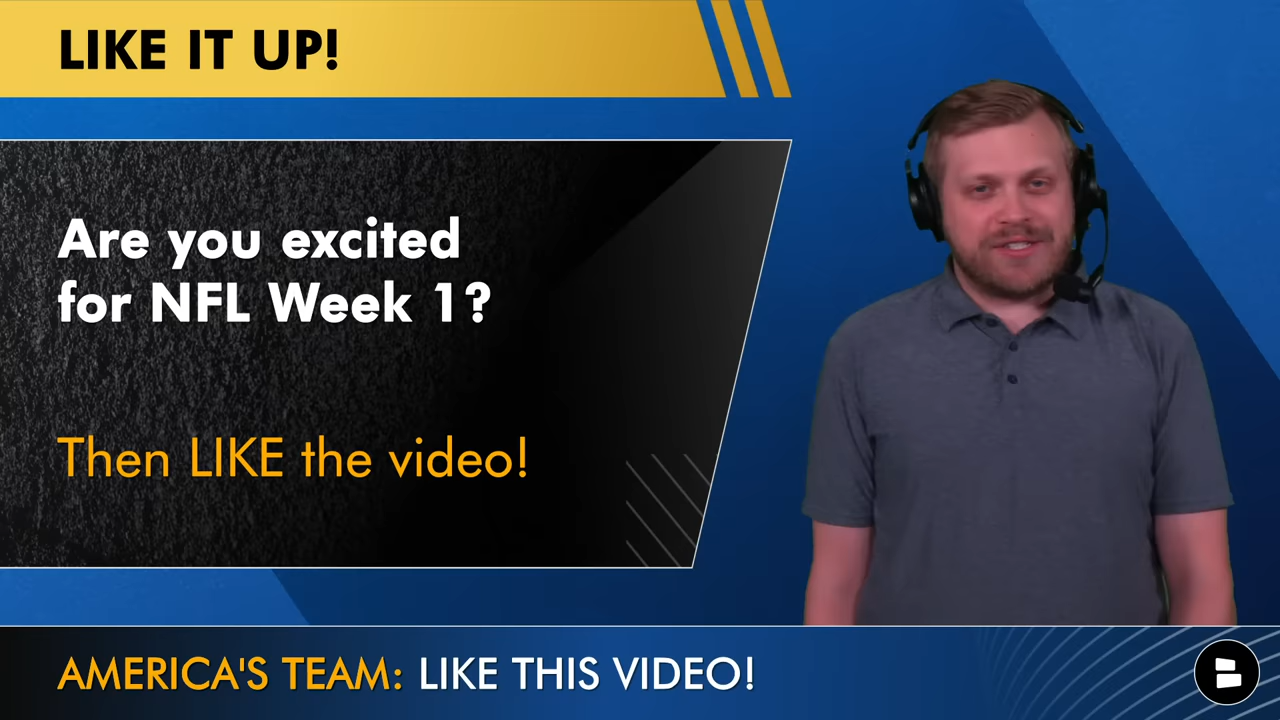 LIKE IT UP!
Are you excited
for NFL Week 1?
Then LIKE the video!
AMERICA'S TEAM: LIKE THIS VIDEO!